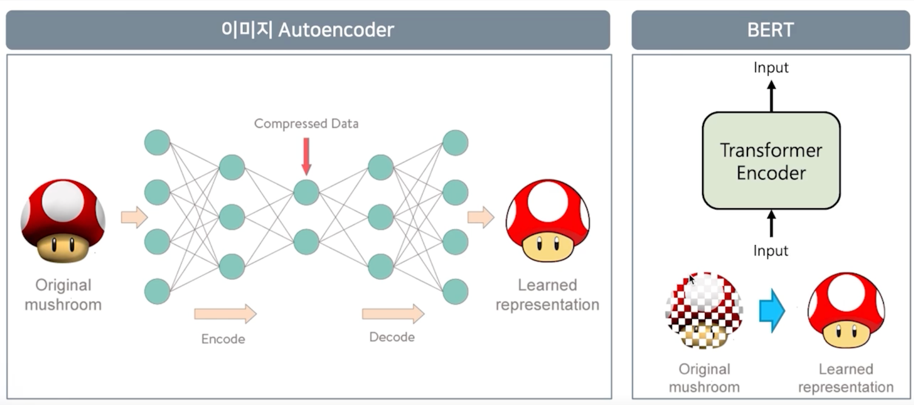 이미지 Autoencoder
Compressed Data
Original
mushroom
Learned
representation
Encode
Decode
BERT
Input
Transformer
Encoder
Input
Original
mushroom
Learned
representation